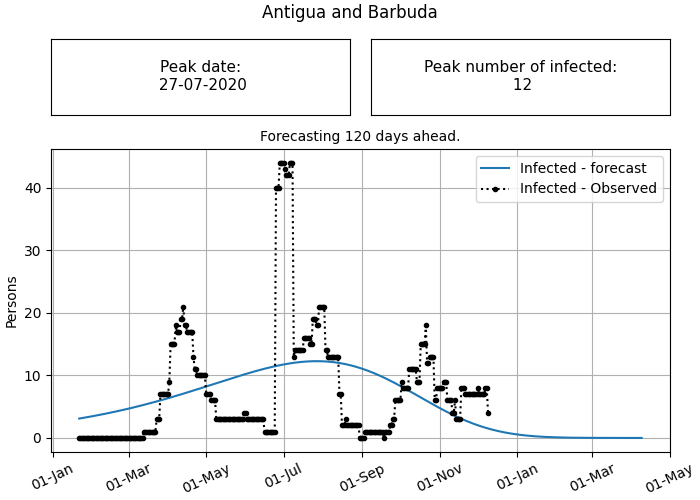 Antigua and Barbuda
Peak date:
27-07-2020
Peak number of infected:
12
Forecasting 120 days ahead.
Infected - forecast
Infected - Observed
Persons
40
30
20
10
0
01-Jan
01-Mar
01-May
01-Jul
01-Sep
01-Nov
01-Jan
01-Mar
01-May